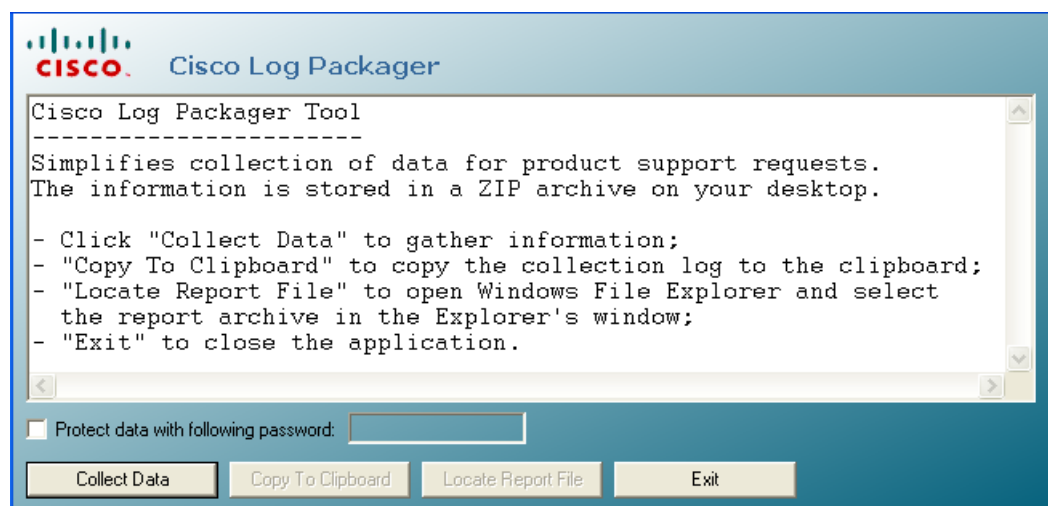 CISCO.
Cisco Log Packager
Cisco Log Packager Tool
-----------------------
Simplifies collection of data for product support requests.
The information is stored in a ZIP archive on your desktop.
- Click "Collect Data" to gather information;
- "Copy To Clipboard" to copy the collection log to the clipboard;
- "Locate Report File" to open Windows File Explorer and select
the report archive in the Explorer's window;
- "Exit" to close the application.
Protect data with following password:
Collect Data
Copy To Clipboard
Locate Report File
Exit